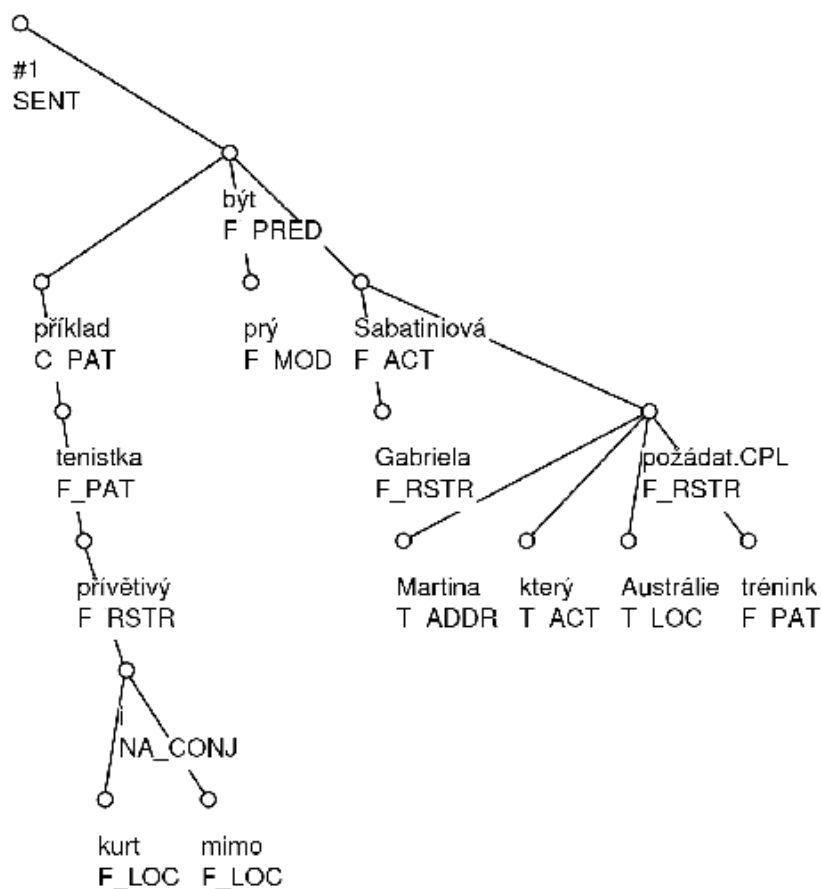 #1
SENT
být
F PRED
příklad
C PAT
prý
F MOD
Sabatiniová
F ACT
tenistka
F_PAT
Gabriela
F_RSTR
požádat.CPL
F_RSTR
přívětivý
F RSTR
Martina
T ADDR
který
T ACT
Austrálie
T LOC
trénink
F PAT
i
NA_CONJ
kurt
F_LOC
mimo
F_LOC